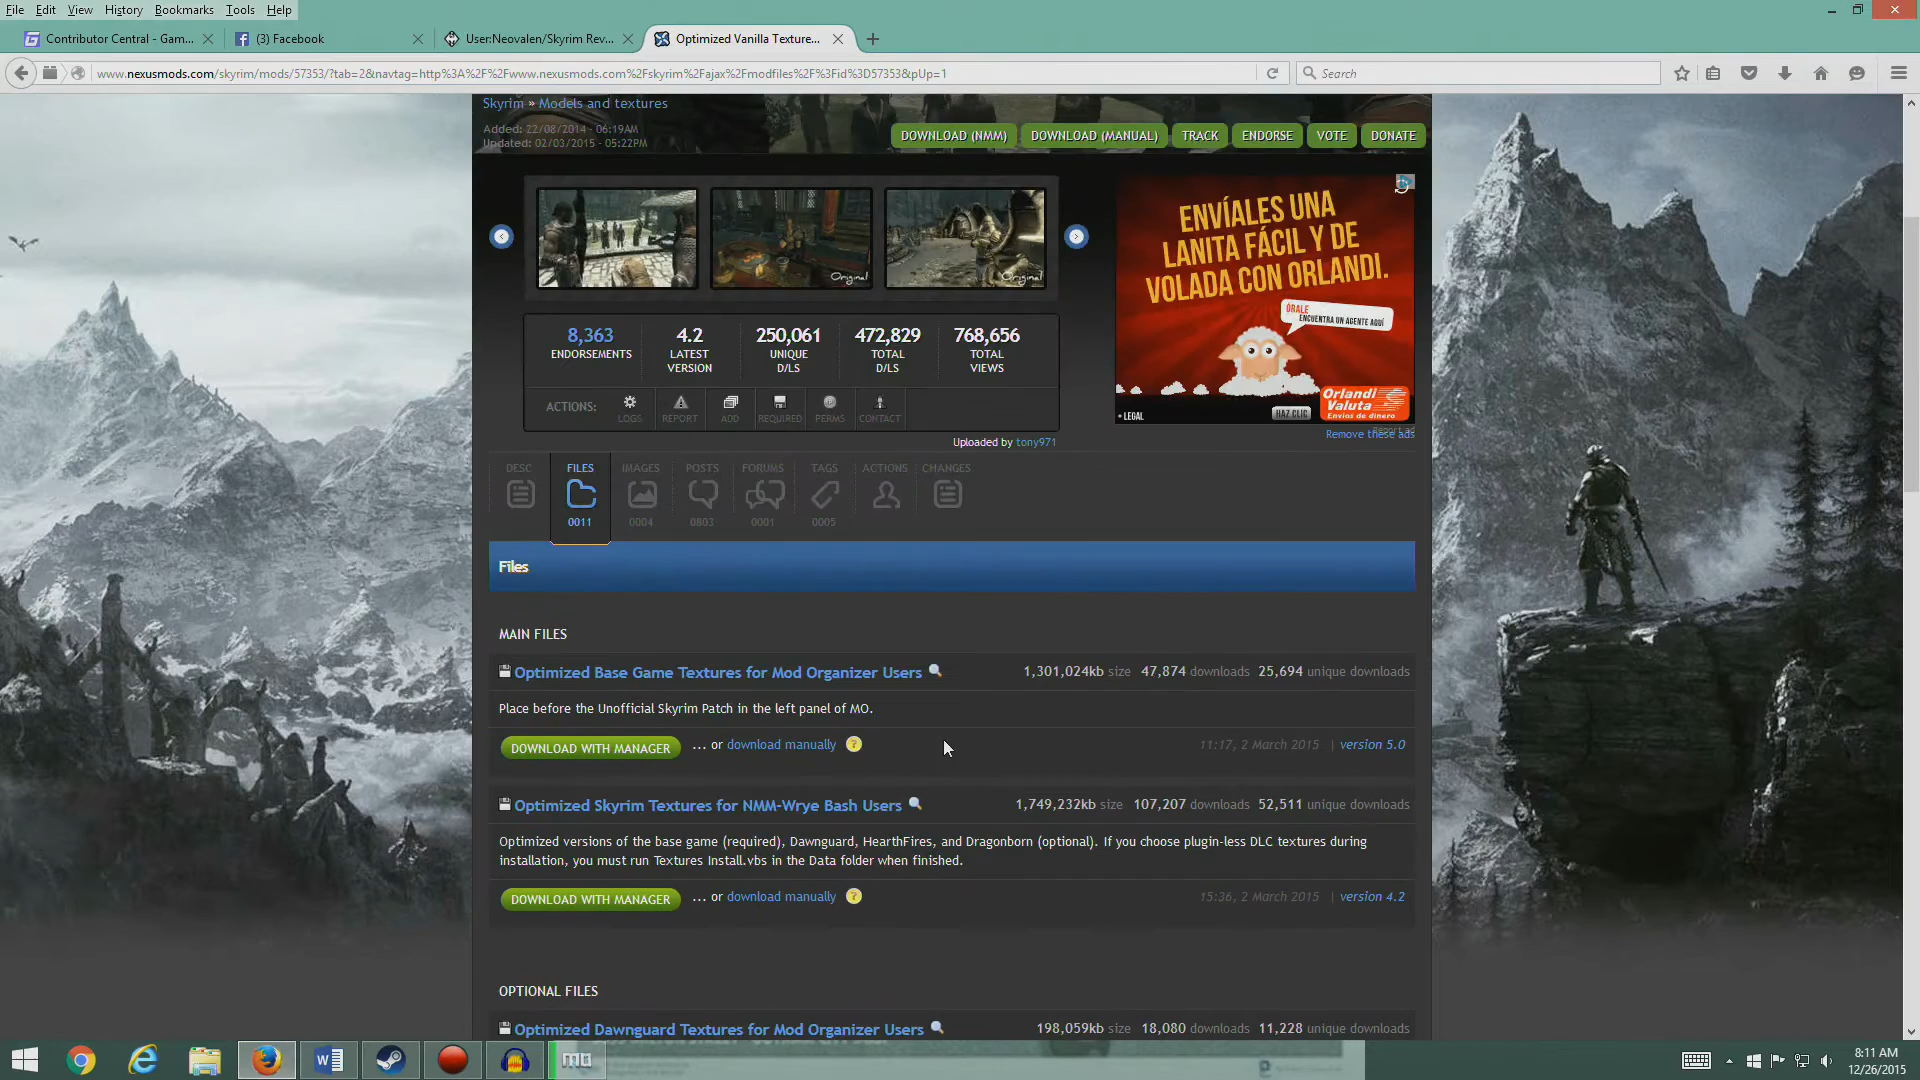 File Edit View History Bookmarks Tools Help
Contributor Central - Gam... (3) Facebook User:Neovalen/Skyrim Rev... Optimized Vanilla Texture...
www.nexusmods.com/skyrim/mods/57353/?tab=2&navtag=http%3A%2F%2Fwww.nexusmods.com%2Fskyrim%2Fajax%2Fmodfiles%2F%3Fid%3D57353&pUp=1
Search
Skyrim » Models and textures
Added: 22/08/2014 - 06:19AM
Updated: 02/03/2015 - 05:22PM
DOWNLOAD (NMM) DOWNLOAD (MANUAL) TRACK ENDORSE VOTE DONATE
Original Original
ENVÍALES UNA
LANITA FÁCIL Y DE
VOLADA CON ORLANDI.
ÓRALE
ENCUENTRA UN AGENTE AQUÍ
• LEGAL HAZ CLIC
Orlandi
Valuta
Envíos de dinero
Report ad
Remove these ads
8,363 4.2 250,061 472,829 768,656
ENDORSEMENTS LATEST VERSION UNIQUE D/LS TOTAL D/LS TOTAL VIEWS
ACTIONS: LOGS REPORT ADD REQUIRED PERMS CONTACT
Uploaded by tony971
DESC FILES IMAGES POSTS FORUMS TAGS ACTIONS CHANGES
0011 0004 0803 0001 0005
Files
MAIN FILES
Optimized Base Game Textures for Mod Organizer Users 1,301,024kb size 47,874 downloads 25,694 unique downloads
Place before the Unofficial Skyrim Patch in the left panel of MO.
DOWNLOAD WITH MANAGER ... or download manually ? 11:17, 2 March 2015 | version 5.0
Optimized Skyrim Textures for NMM-Wrye Bash Users 1,749,232kb size 107,207 downloads 52,511 unique downloads
Optimized versions of the base game (required), Dawnguard, HearthFires, and Dragonborn (optional). If you choose plugin-less DLC textures during
installation, you must run Textures Install.vbs in the Data folder when finished.
DOWNLOAD WITH MANAGER ... or download manually ? 15:36, 2 March 2015 | version 4.2
OPTIONAL FILES
Optimized Dawnguard Textures for Mod Organizer Users 198,059kb size 18,080 downloads 11,228 unique downloads
8:11 AM
12/26/2015